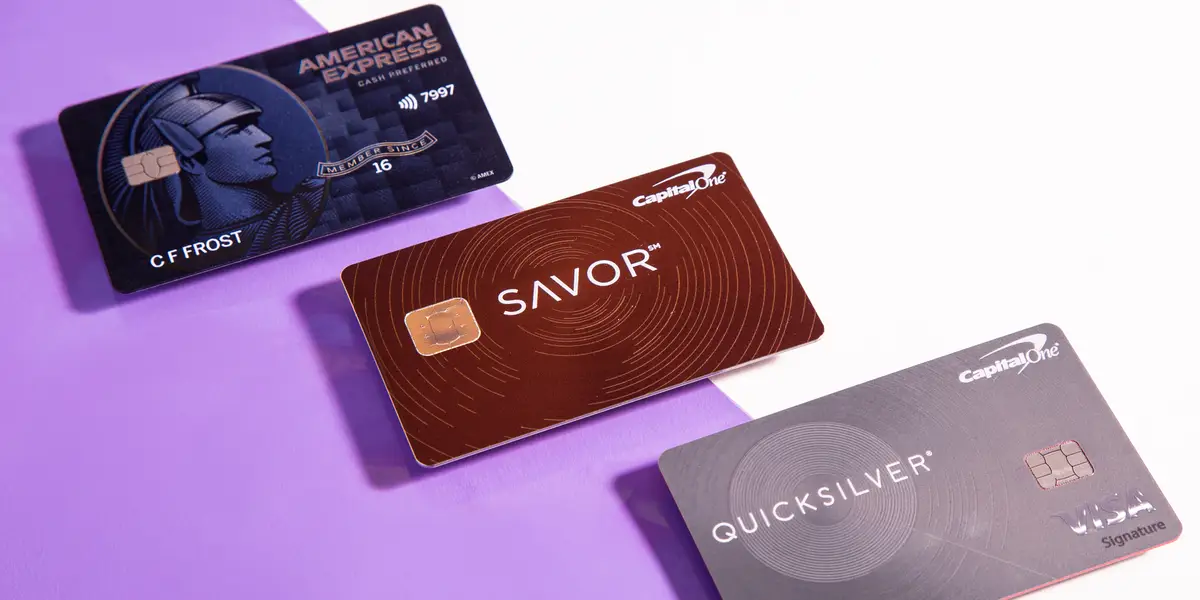 AMERICAN
EXPRESS
CASH PREFERRED
7997
MEMBER SINCE
16
© AMEX
C F FROST
Capital One®
SAVOR℠
Capital One®
QUICKSILVER®
VISA
Signature